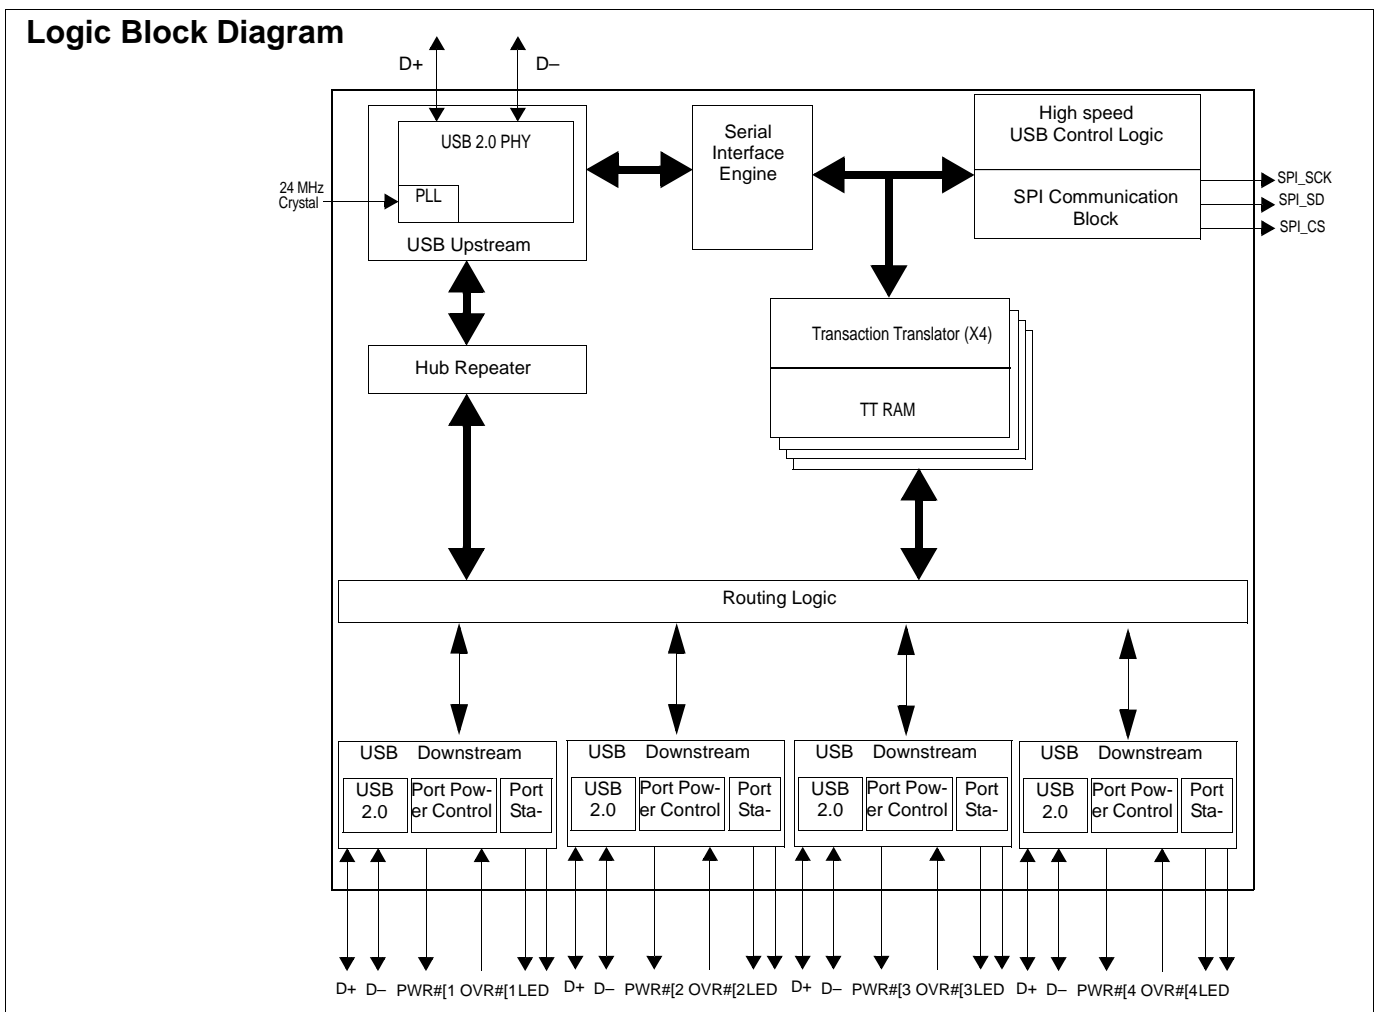 Logic Block Diagram
D+
D–
USB 2.0 PHY
PLL
24 MHz
Crystal
USB Upstream
Serial
Interface
Engine
High speed
USB Control Logic
SPI Communication
Block
SPI_SCK
SPI_SD
SPI_CS
Hub Repeater
Transaction Translator (X4)
TT RAM
Routing Logic
USB Downstream
USB
2.0
Port Pow-
er Control
Port
Sta-
USB Downstream
USB
2.0
Port Pow-
er Control
Port
Sta-
USB Downstream
USB
2.0
Port Pow-
er Control
Port
Sta-
USB Downstream
USB
2.0
Port Pow-
er Control
Port
Sta-
D+ D– PWR#[1 OVR#[1 LED
D+ D– PWR#[2 OVR#[2 LED
D+ D– PWR#[3 OVR#[3 LED
D+ D– PWR#[4 OVR#[4 LED